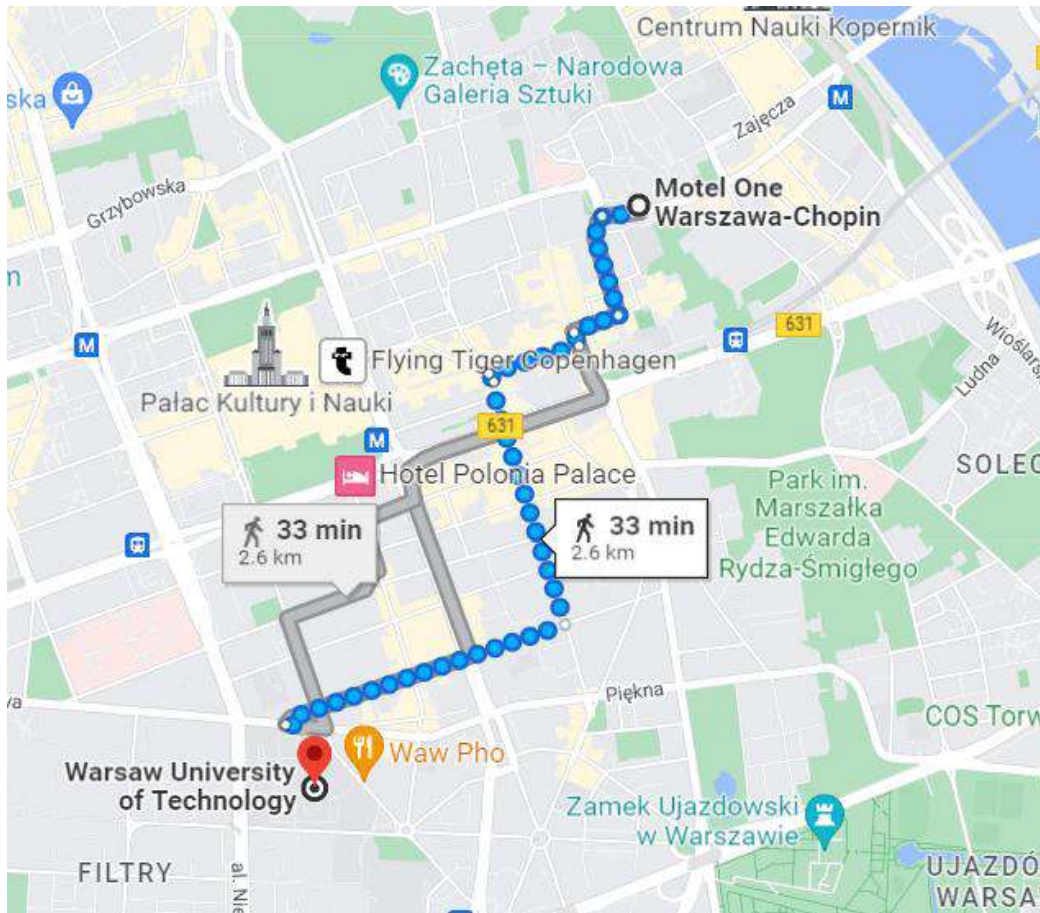 Centrum Nauki Kopernik
Zachęta – Narodowa
Galeria Sztuki
ska
M
Zajęcza
Grzybowska
Motel One
Warszawa-Chopin
m
M
631
Wioślarsk
Flying Tiger Copenhagen
Ludna
Pałac Kultury i Nauki
631
M
Hotel Polonia Palace
SOLEC
Park im.
Marszałka
Edwarda
Rydza-Śmigłego
33 min
2.6 km
33 min
2.6 km
Piękna
va
COS Torw
Waw Pho
Warsaw University
of Technology
Zamek Ujazdowski
w Warszawie
FILTRY
al. Nie
UJAZDÓ
WARSA